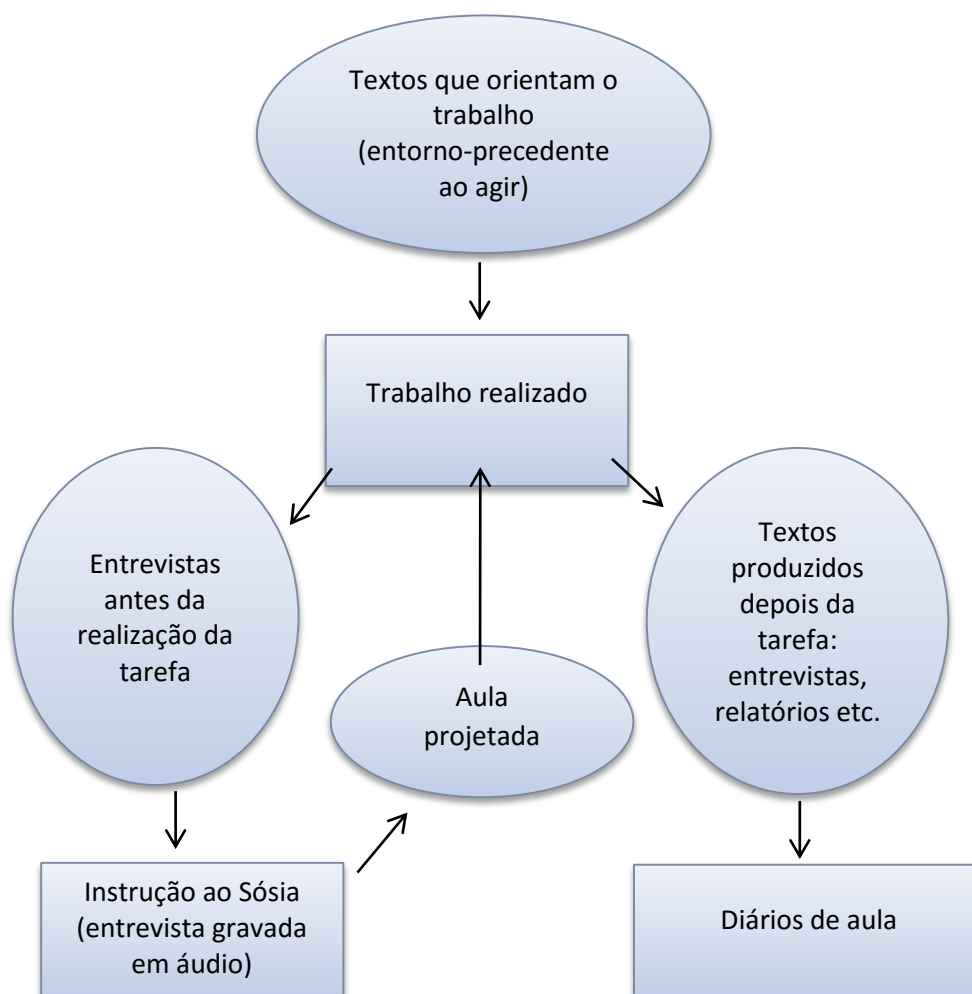 Textos que orientam o
trabalho
(entorno-precedente
ao agir)
Trabalho realizado
Entrevistas
antes da
realização da
tarefa
Aula
projetada
Textos
produzidos
depois da
tarefa:
entrevistas,
relatórios etc.
Instrução ao Sósia
(entrevista gravada
em áudio)
Diários de aula